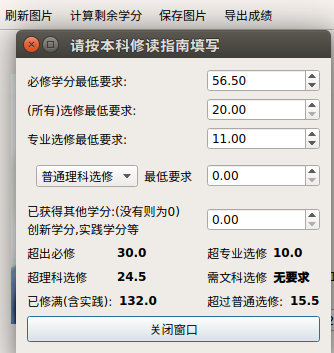 刷新图片 计算剩余学分 保存图片 导出成绩
请按本科修读指南填写
必修学分最低要求: 56.50
(所有)选修最低要求: 20.00
专业选修最低要求: 11.00
普通理科选修 最低要求 0.00
已获得其他学分:(没有则为0)
创新学分,实践学分等 0.00
超出必修 30.0 超专业选修 10.0
超理科选修 24.5 需文科选修 无要求
已修满(含实践): 132.0 超过普通选修: 15.5
关闭窗口